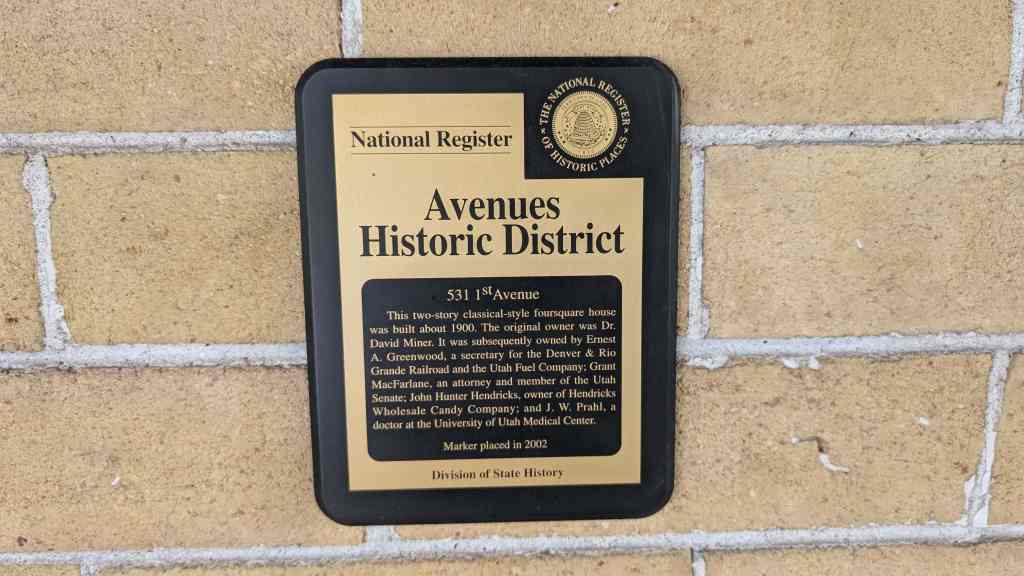 THE NATIONAL REGISTER
OF HISTORIC PLACES
National Register
Avenues
Historic District
531 1st Avenue
This two-story classical-style foursquare house
was built about 1900. The original owner was Dr.
David Miner. It was subsequently owned by Ernest
A. Greenwood, a secretary for the Denver & Rio
Grande Railroad and the Utah Fuel Company; Grant
MacFarlane, an attorney and member of the Utah
Senate; John Hunter Hendricks, owner of Hendricks
Wholesale Candy Company; and J. W. Prahl, a
doctor at the University of Utah Medical Center.
Marker placed in 2002
Division of State History